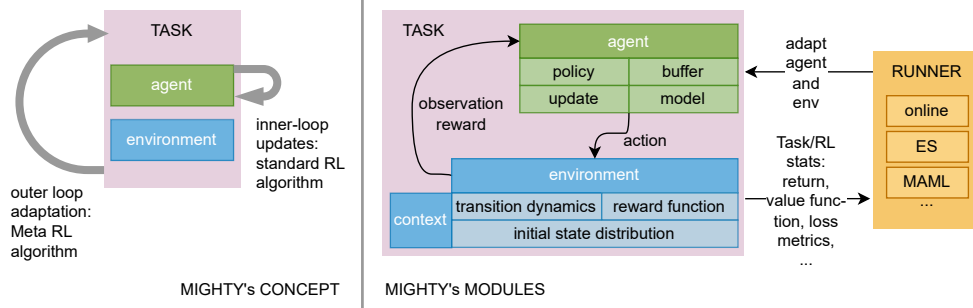 TASK
agent
environment
inner-loop
updates:
standard RL
algorithm
outer loop
adaptation:
Meta RL
algorithm
MIGHTY's CONCEPT
TASK
agent
policy
buffer
update
model
observation
reward
action
environment
context
transition dynamics
reward function
initial state distribution
adapt
agent
and
env
Task/RL
stats:
return,
value func-
tion, loss
metrics,
...
RUNNER
online
ES
MAML
...
MIGHTY's MODULES